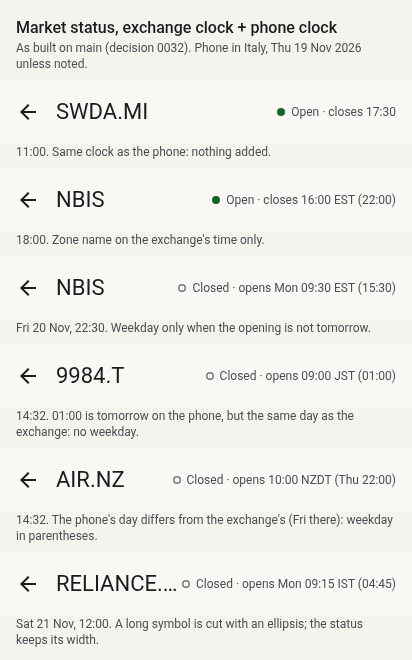 Market status, exchange clock + phone clock
As built on main (decision 0032). Phone in Italy, Thu 19 Nov 2026
unless noted.
SWDA.MI Open · closes 17:30
11:00. Same clock as the phone: nothing added.
NBIS Open · closes 16:00 EST (22:00)
18:00. Zone name on the exchange's time only.
NBIS Closed · opens Mon 09:30 EST (15:30)
Fri 20 Nov, 22:30. Weekday only when the opening is not tomorrow.
9984.T Closed · opens 09:00 JST (01:00)
14:32. 01:00 is tomorrow on the phone, but the same day as the
exchange: no weekday.
AIR.NZ Closed · opens 10:00 NZDT (Thu 22:00)
14:32. The phone's day differs from the exchange's (Fri there): weekday
in parentheses.
RELIANCE.... Closed · opens Mon 09:15 IST (04:45)
Sat 21 Nov, 12:00. A long symbol is cut with an ellipsis; the status
keeps its width.